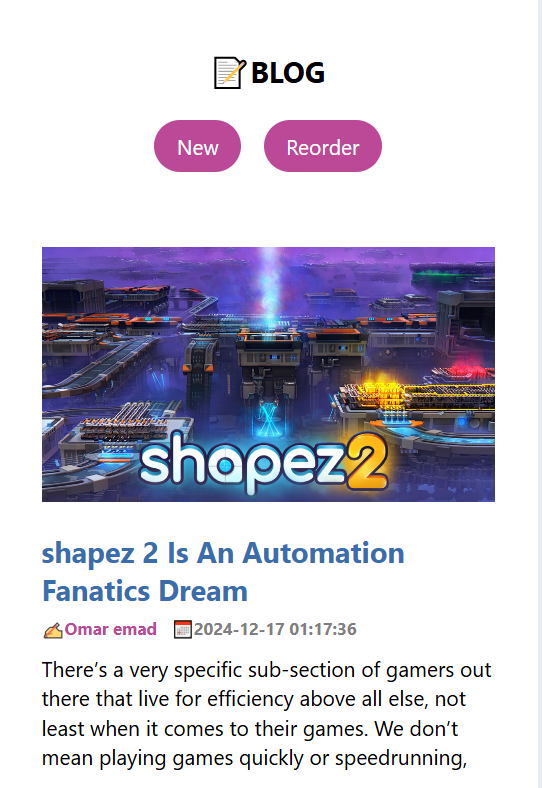 📝BLOG
New Reorder
shapez2
shapez 2 Is An Automation
Fanatics Dream
✍Omar emad 📅2024-12-17 01:17:36
There’s a very specific sub-section of gamers out
there that live for efficiency above all else, not
least when it comes to their games. We don’t
mean playing games quickly or speedrunning,